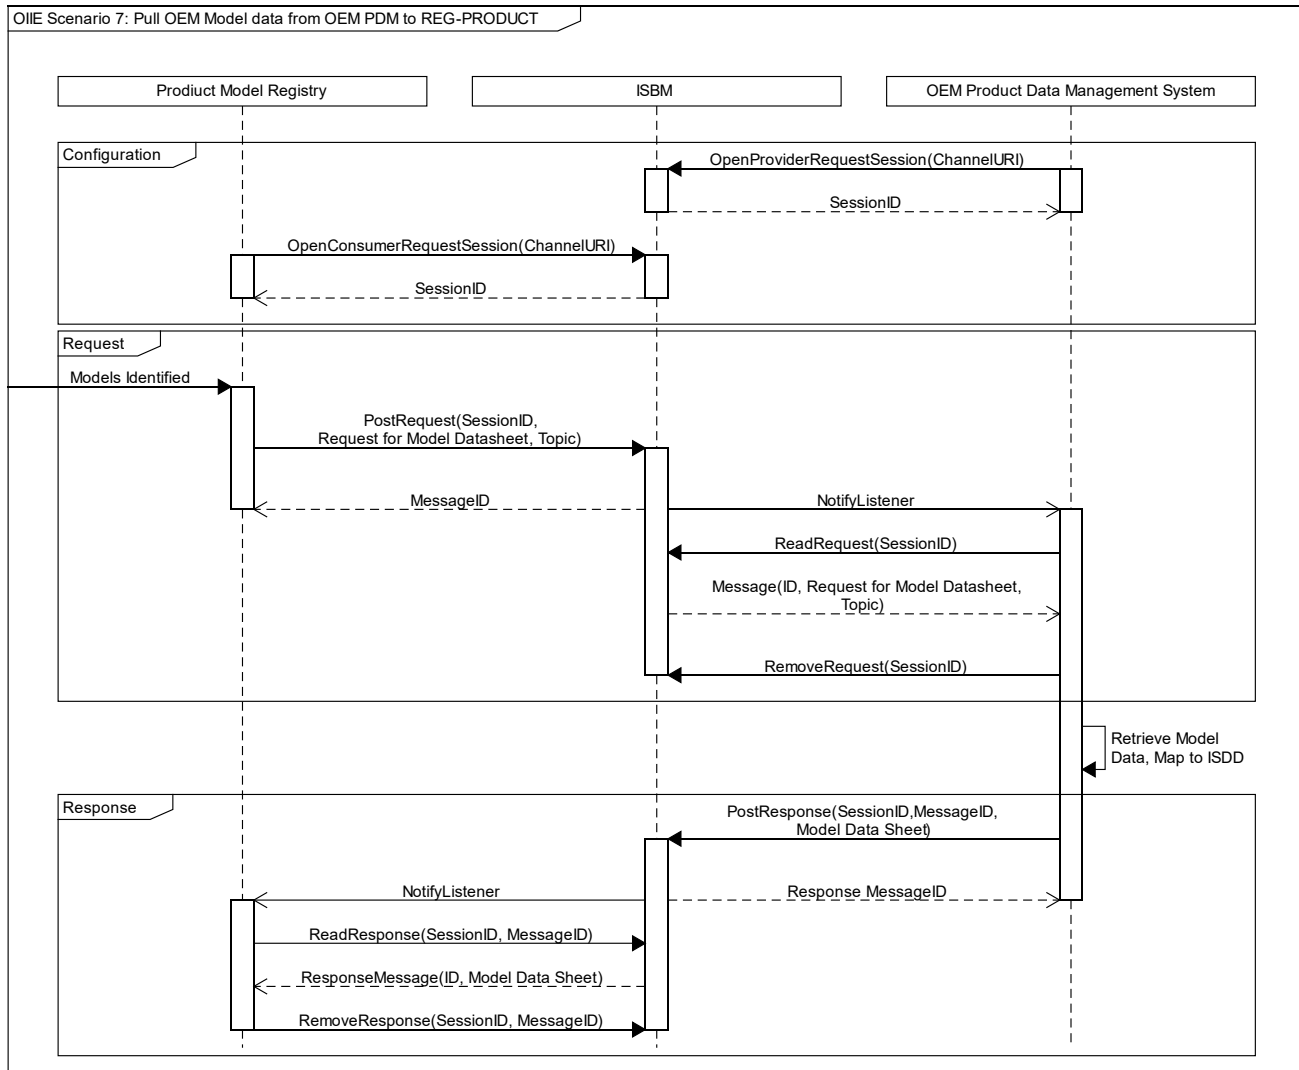 OIIE Scenario 7: Pull OEM Model data from OEM PDM to REG-PRODUCT
Prodiuct Model Registry
ISBM
OEM Product Data Management System
Configuration
OpenProviderRequestSession(ChannelURI)
SessionID
OpenConsumerRequestSession(ChannelURI)
SessionID
Request
Models Identified
PostRequest(SessionID,
Request for Model Datasheet, Topic)
MessageID
NotifyListener
ReadRequest(SessionID)
Message(ID, Request for Model Datasheet,
Topic)
RemoveRequest(SessionID)
Retrieve Model
Data, Map to ISDD
Response
PostResponse(SessionID,MessageID,
Model Data Sheet)
NotifyListener
Response MessageID
ReadResponse(SessionID, MessageID)
ResponseMessage(ID, Model Data Sheet)
RemoveResponse(SessionID, MessageID)